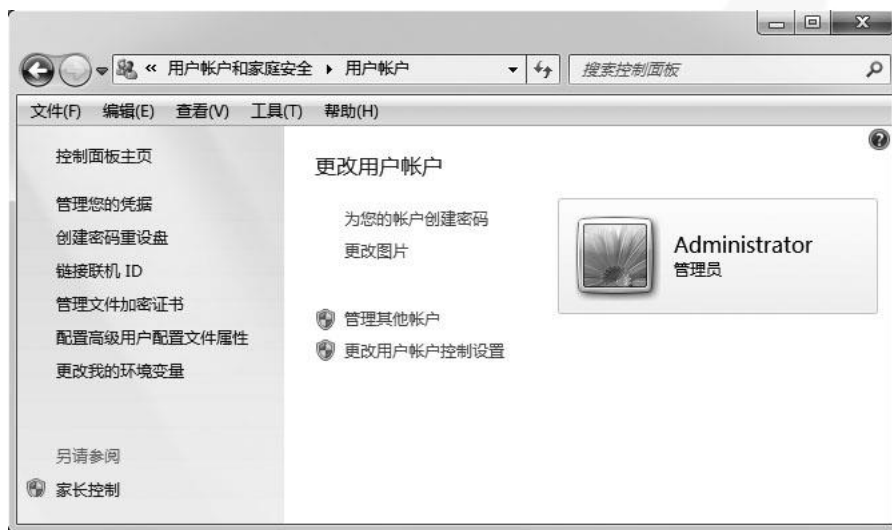 « 用户帐户和家庭安全 ▸ 用户帐户
搜索控制面板
文件(F) 编辑(E) 查看(V) 工具(T) 帮助(H)
控制面板主页
管理您的凭据
创建密码重设盘
链接联机 ID
管理文件加密证书
配置高级用户配置文件属性
更改我的环境变量
另请参阅
家长控制
更改用户帐户
为您的帐户创建密码
更改图片
管理其他帐户
更改用户帐户控制设置
Administrator
管理员